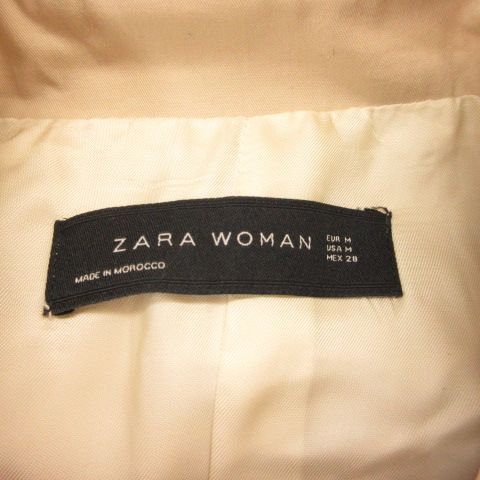 ZARA WOMAN
EUR M
USA M
MEX 28
MADE IN MOROCCO